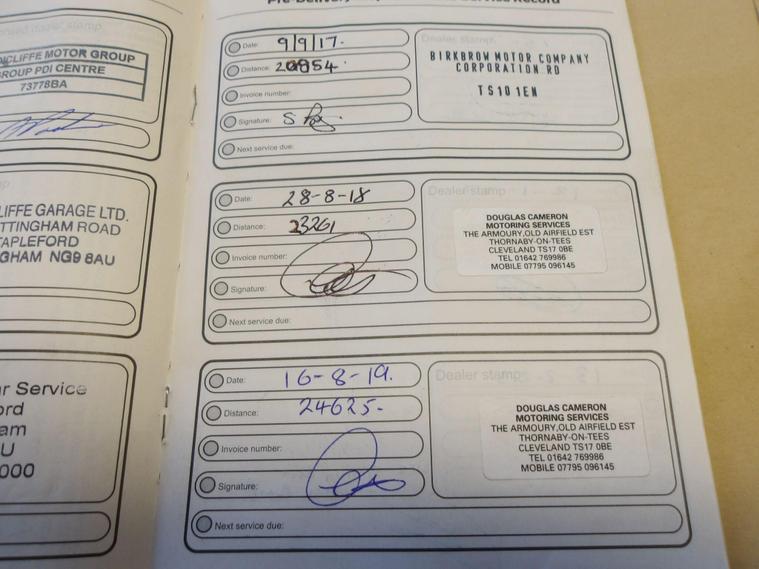 NCLIFFE MOTOR GROUP
GROUP PDI CENTRE
73778BA
LIFFE GARAGE LTD.
TTINGHAM ROAD
TAPLEFORD
GHAM NG9 8AU
r Service
ord
am
U
000
Date: 9/9/17.
Distance: 20854
Invoice number:
Signature:
Next service due:
Dealer stamp
BIRKBROW MOTOR COMPANY
CORPORATION RD
TS10 1EN
Date: 28-8-18
Distance: 23261
Invoice number:
Signature:
Next service due:
Dealer stamp
DOUGLAS CAMERON
MOTORING SERVICES
THE ARMOURY,OLD AIRFIELD EST
THORNABY-ON-TEES
CLEVELAND TS17 0BE
TEL 01642 769986
MOBILE 07795 096145
Date: 16-8-19.
Distance: 24625-
Invoice number:
Signature:
Next service due:
Dealer stamp
DOUGLAS CAMERON
MOTORING SERVICES
THE ARMOURY,OLD AIRFIELD EST
THORNABY-ON-TEES
CLEVELAND TS17 0BE
TEL 01642 769986
MOBILE 07795 096145